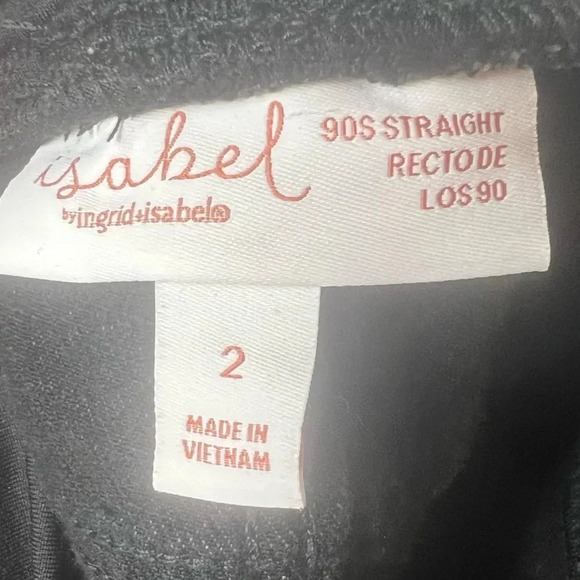 isabel
by ingrid+isabel®
90S STRAIGHT
RECTO DE
LOS 90
2
MADE IN
VIETNAM